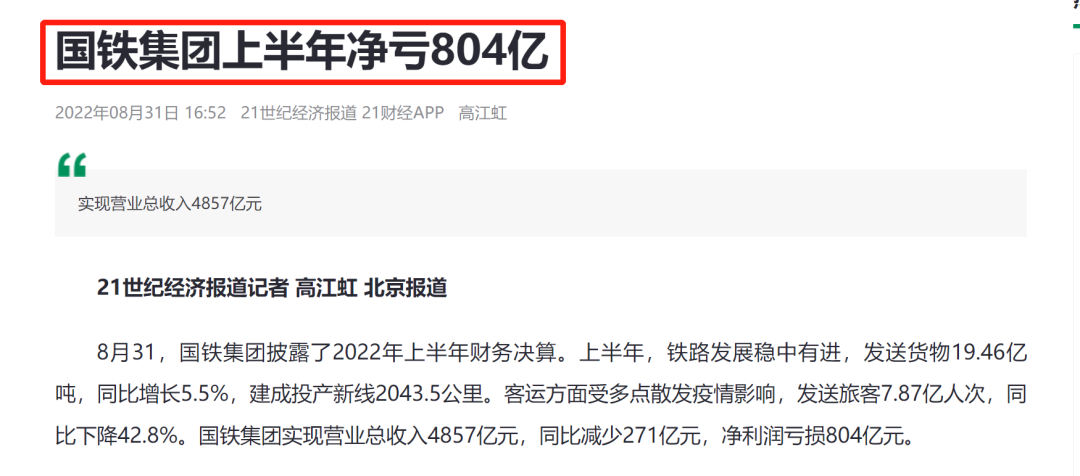 国铁集团上半年净亏804亿
2022年08月31日 16:52 21世纪经济报道 21财经APP 高江虹
实现营业总收入4857亿元
21世纪经济报道记者 高江虹 北京报道
8月31，国铁集团披露了2022年上半年财务决算。上半年，铁路发展稳中有进，发送货物19.46亿
吨，同比增长5.5%，建成投产新线2043.5公里。客运方面受多点散发疫情影响，发送旅客7.87亿人次，同
比下降42.8%。国铁集团实现营业总收入4857亿元，同比减少271亿元，净利润亏损804亿元。